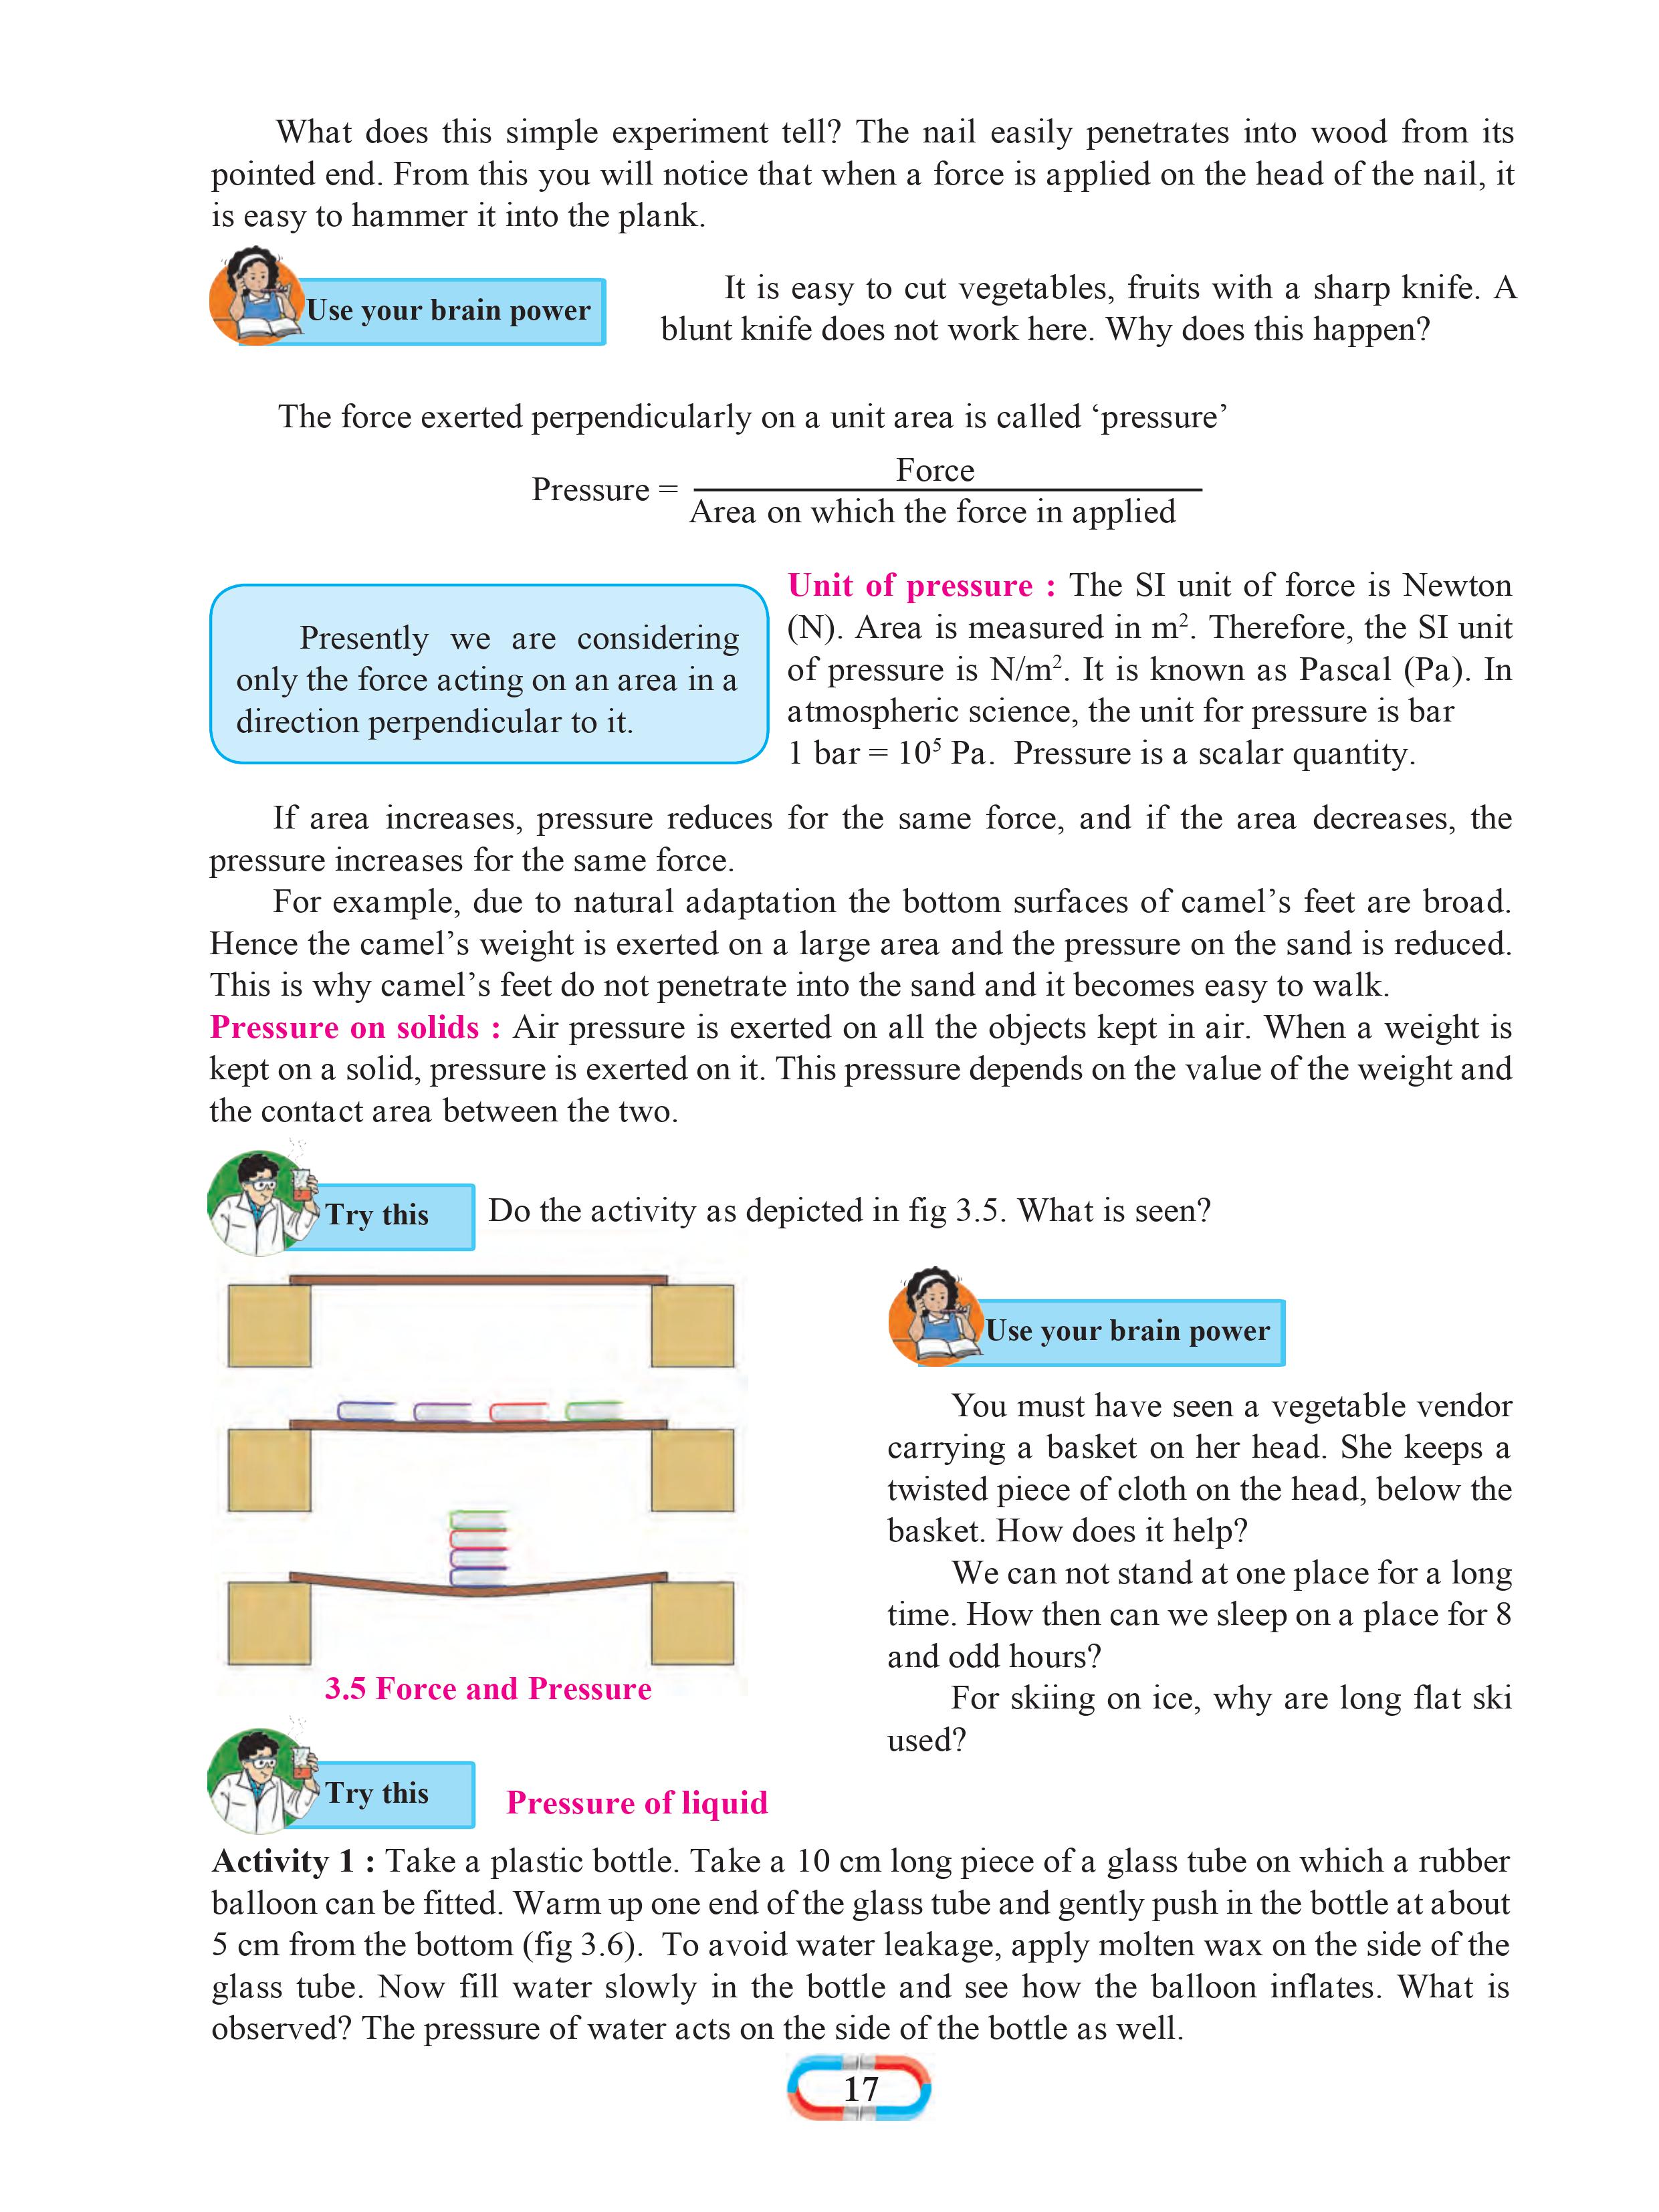 What does this simple experiment tell? The nail easily penetrates into wood from its
pointed end. From this you will notice that when a force is applied on the head of the nail, it
is easy to hammer it into the plank.
Use your brain power
It is easy to cut vegetables, fruits with a sharp knife. A
blunt knife does not work here. Why does this happen?
The force exerted perpendicularly on a unit area is called ‘pressure’
Pressure = Force
Area on which the force in applied
Presently we are considering
only the force acting on an area in a
direction perpendicular to it.
Unit of pressure : The SI unit of force is Newton
(N). Area is measured in m². Therefore, the SI unit
of pressure is N/m². It is known as Pascal (Pa). In
atmospheric science, the unit for pressure is bar
1 bar = 10⁵ Pa. Pressure is a scalar quantity.
If area increases, pressure reduces for the same force, and if the area decreases, the
pressure increases for the same force.
For example, due to natural adaptation the bottom surfaces of camel’s feet are broad.
Hence the camel’s weight is exerted on a large area and the pressure on the sand is reduced.
This is why camel’s feet do not penetrate into the sand and it becomes easy to walk.
Pressure on solids : Air pressure is exerted on all the objects kept in air. When a weight is
kept on a solid, pressure is exerted on it. This pressure depends on the value of the weight and
the contact area between the two.
Try this
Do the activity as depicted in fig 3.5. What is seen?
3.5 Force and Pressure
Use your brain power
You must have seen a vegetable vendor
carrying a basket on her head. She keeps a
twisted piece of cloth on the head, below the
basket. How does it help?
We can not stand at one place for a long
time. How then can we sleep on a place for 8
and odd hours?
For skiing on ice, why are long flat ski
used?
Try this
Pressure of liquid
Activity 1 : Take a plastic bottle. Take a 10 cm long piece of a glass tube on which a rubber
balloon can be fitted. Warm up one end of the glass tube and gently push in the bottle at about
5 cm from the bottom (fig 3.6). To avoid water leakage, apply molten wax on the side of the
glass tube. Now fill water slowly in the bottle and see how the balloon inflates. What is
observed? The pressure of water acts on the side of the bottle as well.
17